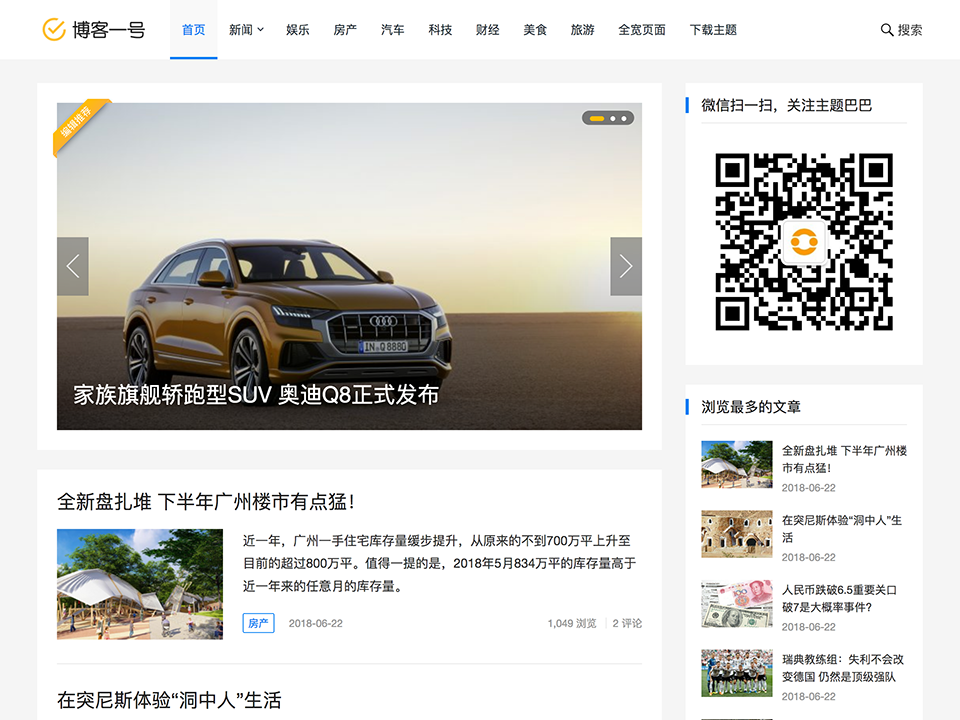 博客一号
首页 新闻 娱乐 房产 汽车 科技 财经 美食 旅游 全宽页面 下载主题
搜索
编辑推荐
IN Q 8880
家族旗舰轿跑型SUV 奥迪Q8正式发布
全新盘扎堆 下半年广州楼市有点猛！
近一年，广州一手住宅库存量缓步提升，从原来的不到700万平上升至
目前的超过800万平。值得一提的是，2018年5月834万平的库存量高于
近一年来的任意月的库存量。
房产 2018-06-22 1,049 浏览 2 评论
在突尼斯体验“洞中人”生活
微信扫一扫，关注主题巴巴
浏览最多的文章
全新盘扎堆 下半年广州楼
市有点猛！
2018-06-22
在突尼斯体验“洞中人”生
活
2018-06-22
人民币跌破6.5重要关口
破7是大概率事件?
2018-06-22
瑞典教练组：失利不会改
变德国 仍然是顶级强队
2018-06-22